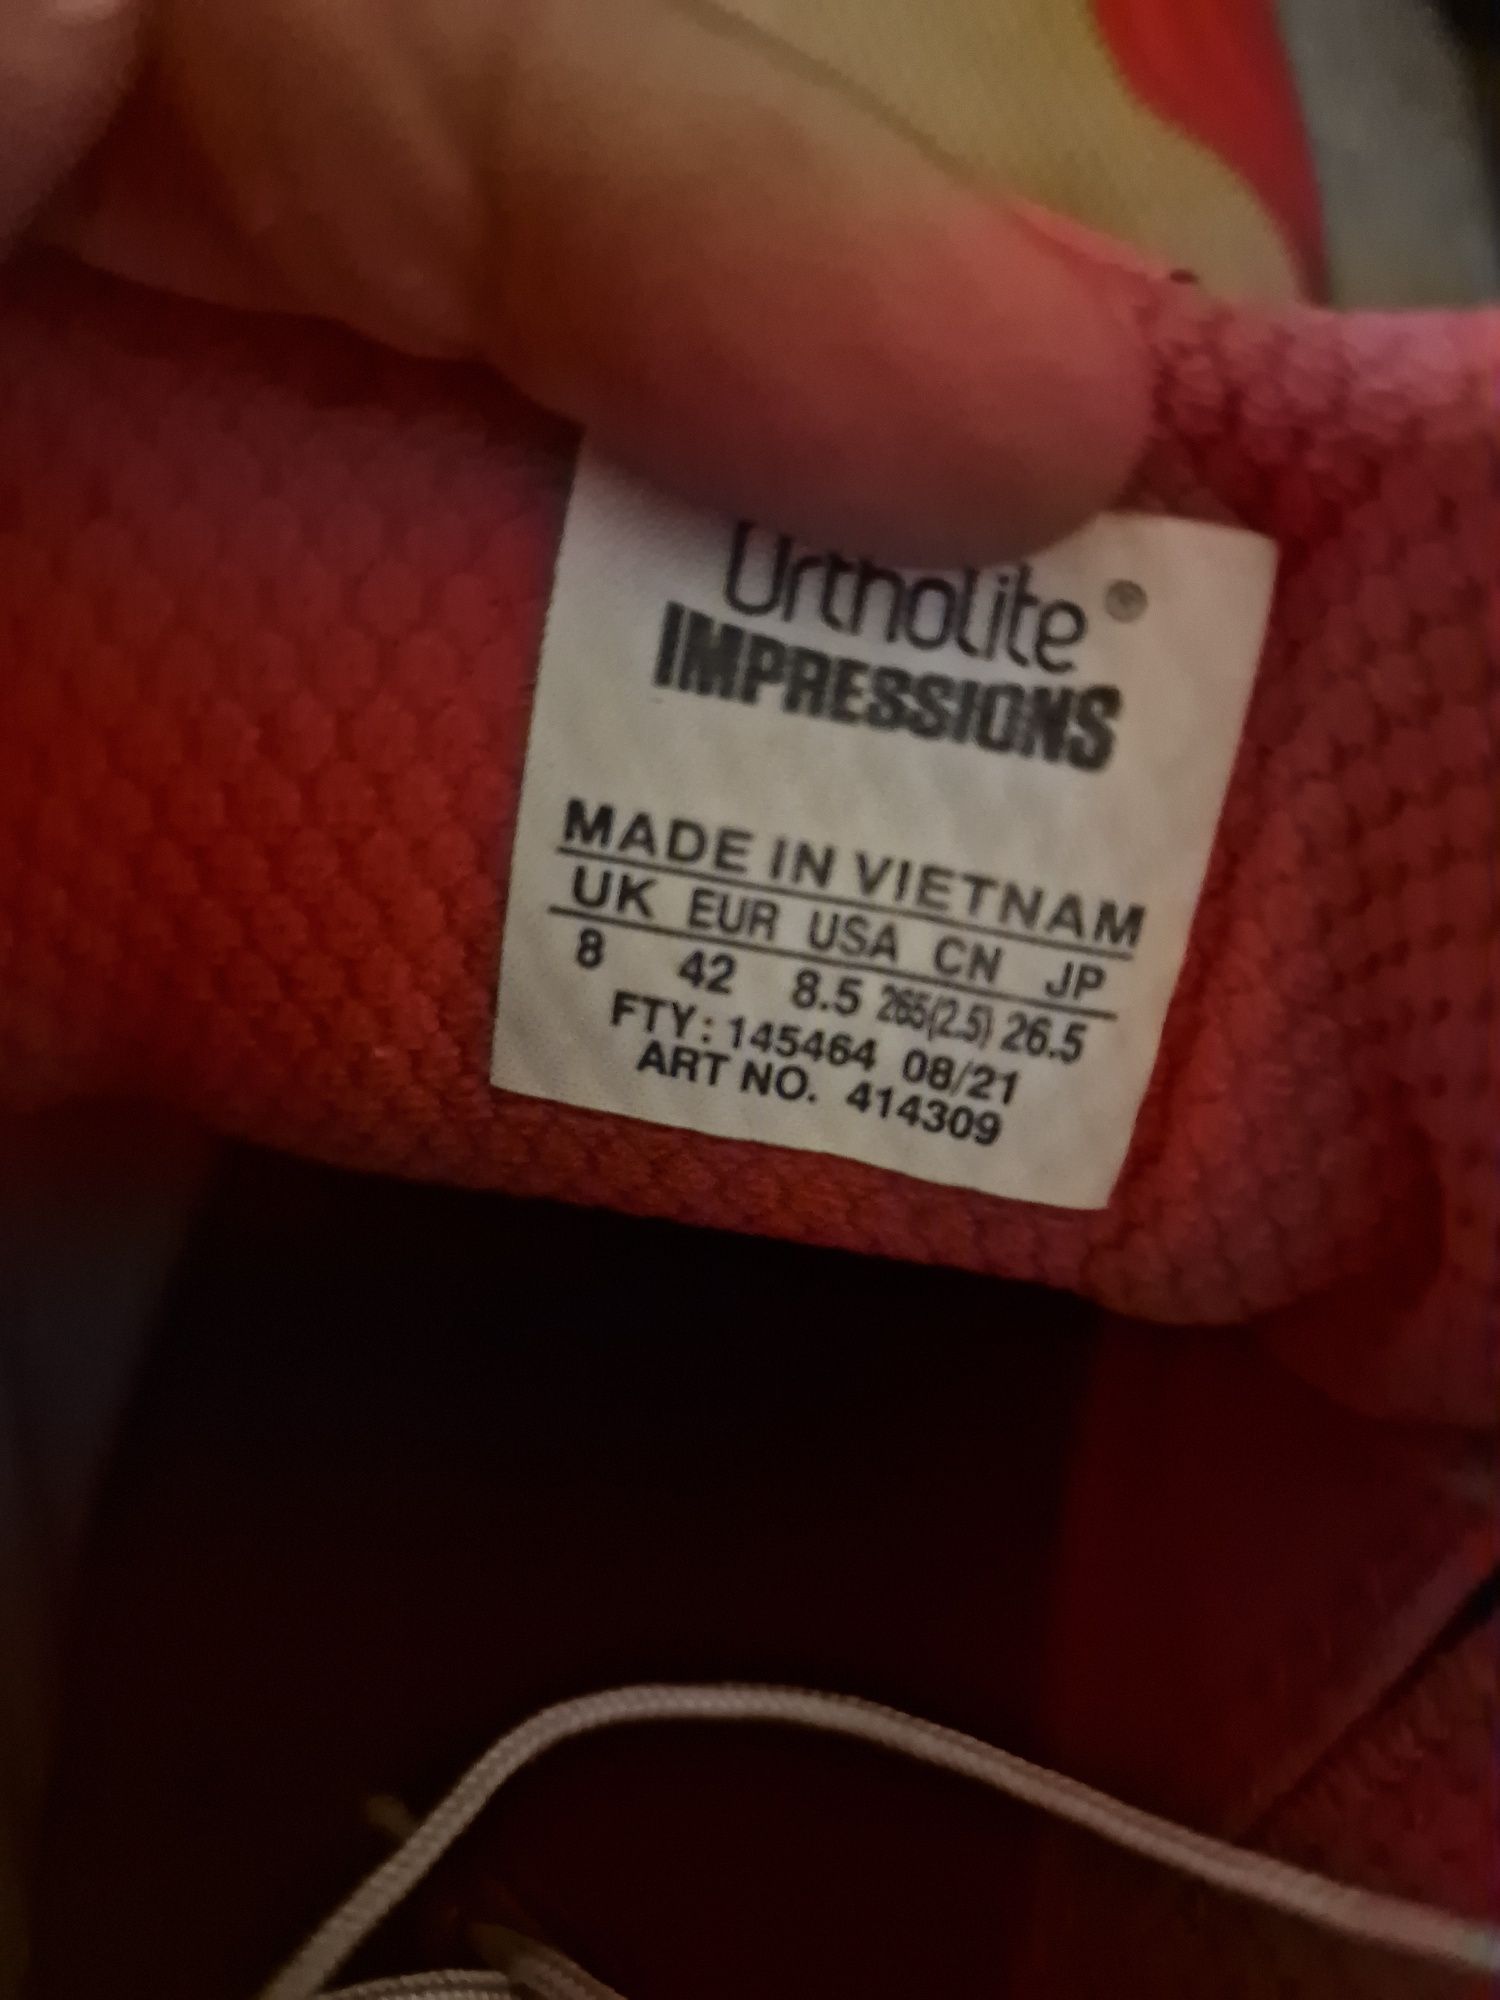 Ortholite®
IMPRESSIONS
MADE IN VIETNAM
UK EUR USA CN JP
8 42 8.5 265(2.5) 26.5
FTY: 145464 08/21
ART NO. 414309